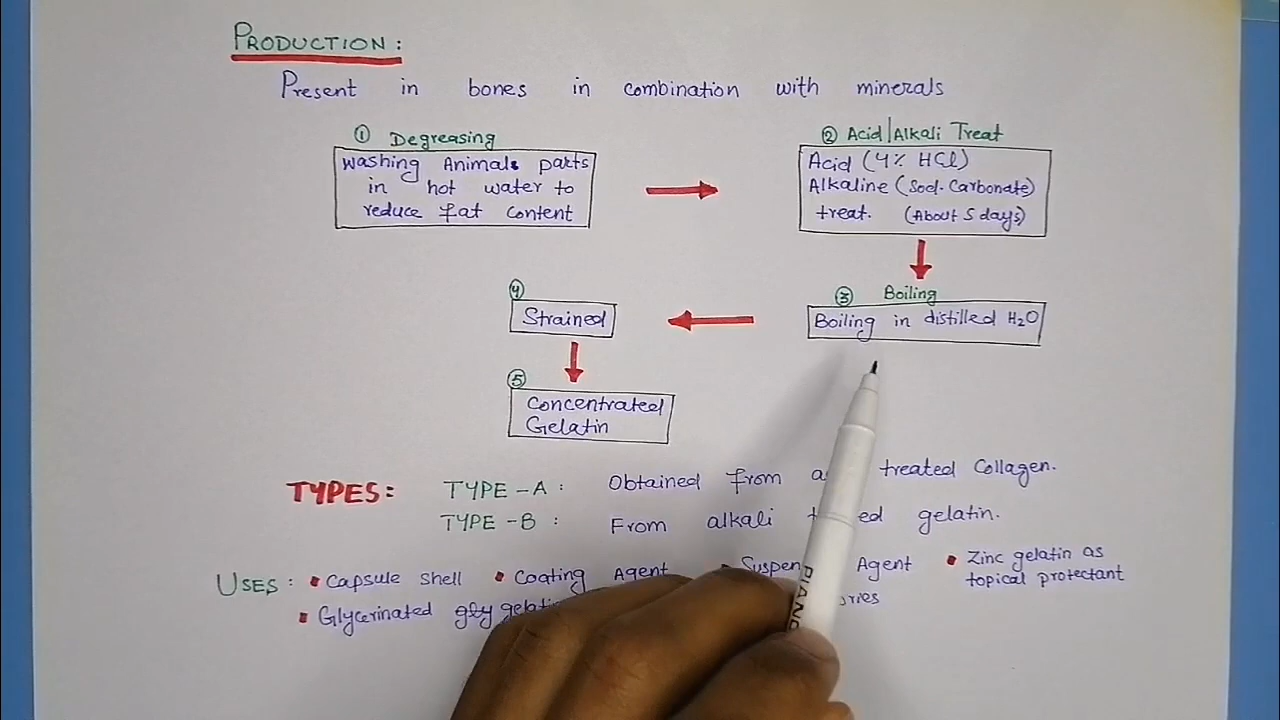 PRODUCTION:
Present in bones in combination with minerals
① Degreasing
Washing Animals parts
in hot water to
reduce fat content
② Acid/Alkali Treat
Acid (4% HCl)
Alkaline (Sod. Carbonate)
treat. (About 5 days)
③ Boiling
Boiling in distilled H₂O
④
Strained
⑤
Concentrated
Gelatin
TYPES: TYPE-A: Obtained from treated Collagen.
TYPE-B: From alkali gelatin.
USES: Capsule shell Coating Agent Agent
Zinc gelatin as
topical protectant
Glycerinated